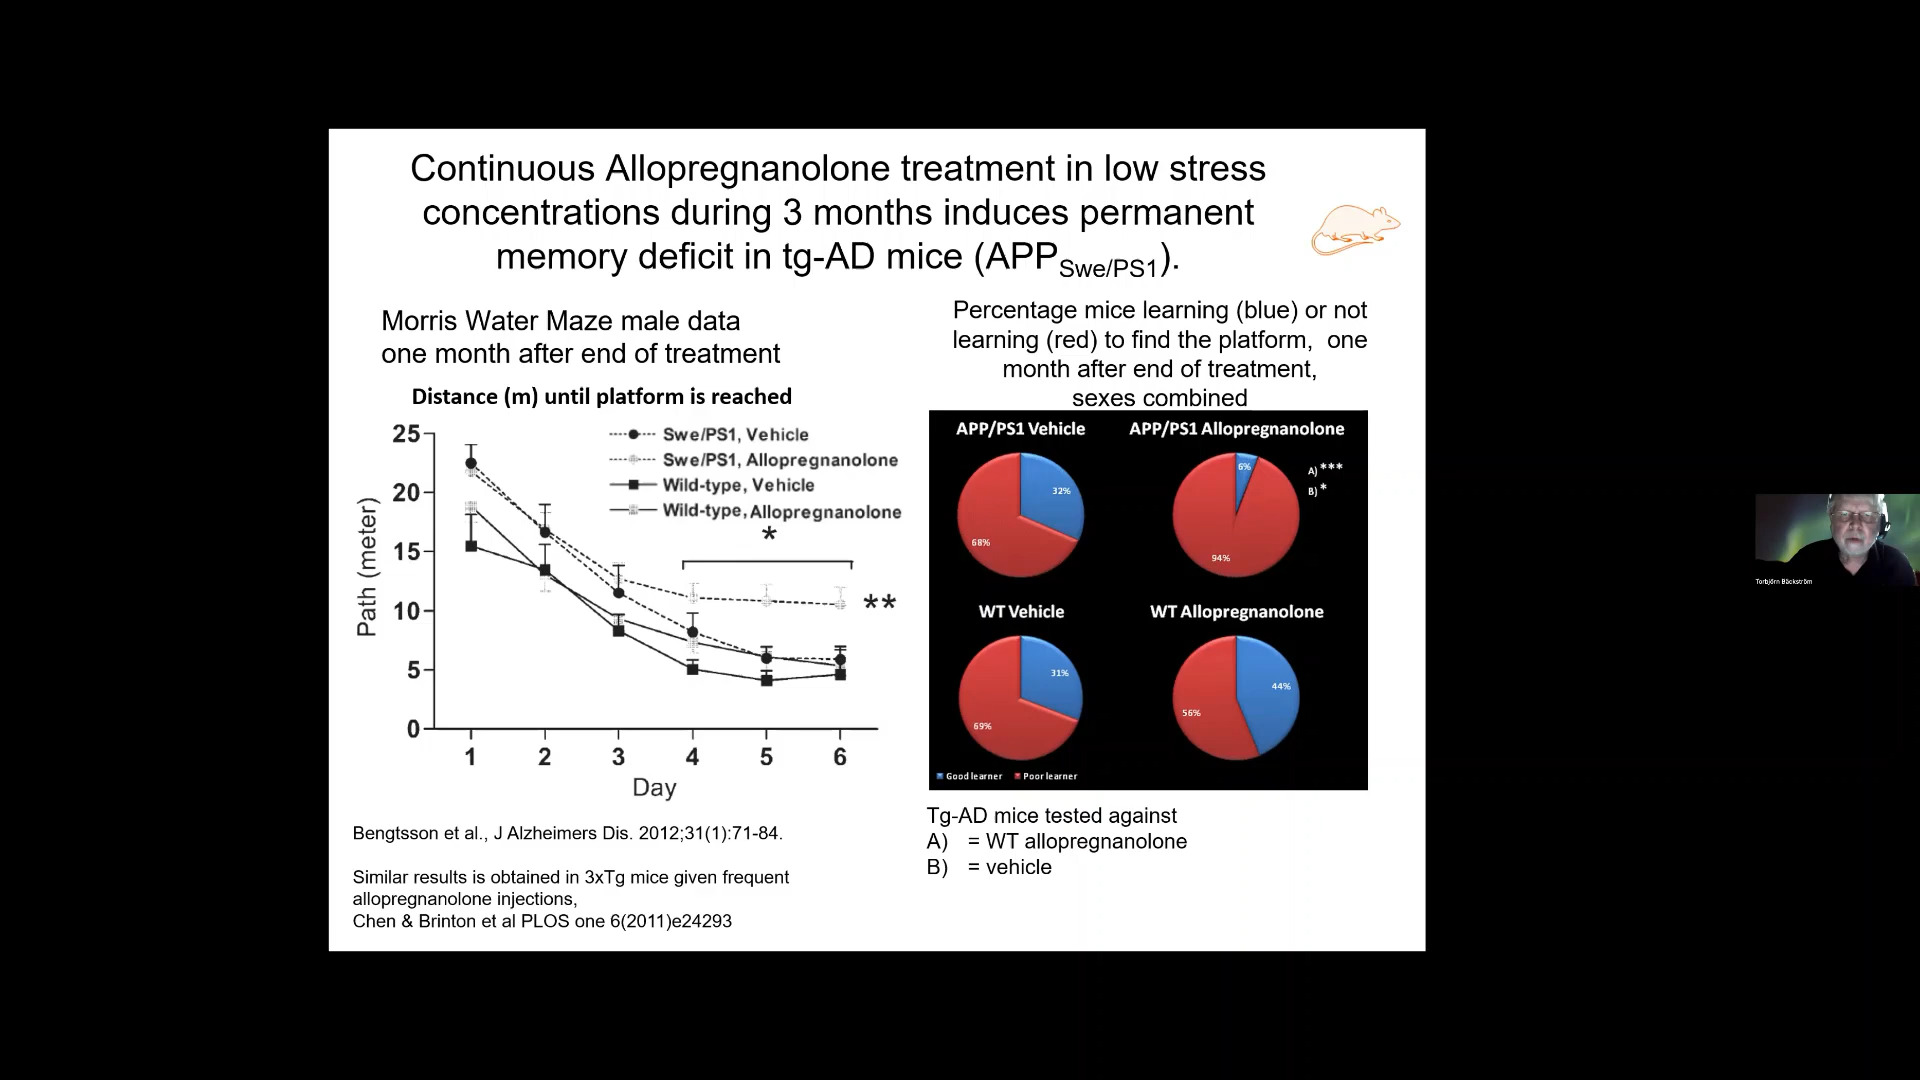 Continuous Allopregnanolone treatment in low stress
concentrations during 3 months induces permanent
memory deficit in tg-AD mice (APPSwe/PS1).
Morris Water Maze male data
one month after end of treatment
Distance (m) until platform is reached
Swe/PS1, Vehicle
Swe/PS1, Allopregnanolone
Wild-type, Vehicle
Wild-type, Allopregnanolone
*
**
25
20
15
10
5
0
Path (meter)
1 2 3 4 5 6
Day
Bengtsson et al., J Alzheimers Dis. 2012;31(1):71-84.
Similar results is obtained in 3xTg mice given frequent
allopregnanolone injections,
Chen & Brinton et al PLOS one 6(2011)e24293
Percentage mice learning (blue) or not
learning (red) to find the platform, one
month after end of treatment,
sexes combined
APP/PS1 Vehicle
32%
68%
APP/PS1 Allopregnanolone
6%
94%
A) ***
B) *
WT Vehicle
31%
69%
WT Allopregnanolone
44%
56%
Good learner Poor learner
Tg-AD mice tested against
A) = WT allopregnanolone
B) = vehicle
Torbjörn Bäckström